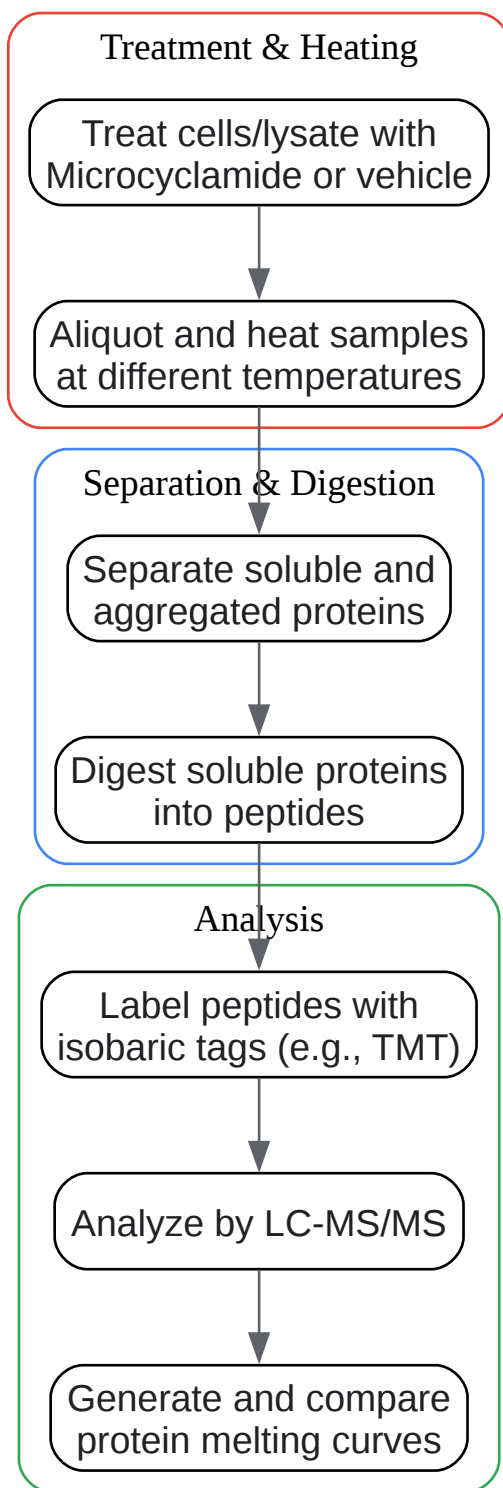 Treatment & Heating
Treat cells/lysate with
Microcyclamide or vehicle
Aliquot and heat samples
at different temperatures
Separation & Digestion
Separate soluble and
aggregated proteins
Digest soluble proteins
into peptides
Analysis
Label peptides with
isobaric tags (e.g., TMT)
Analyze by LC-MS/MS
Generate and compare
protein melting curves